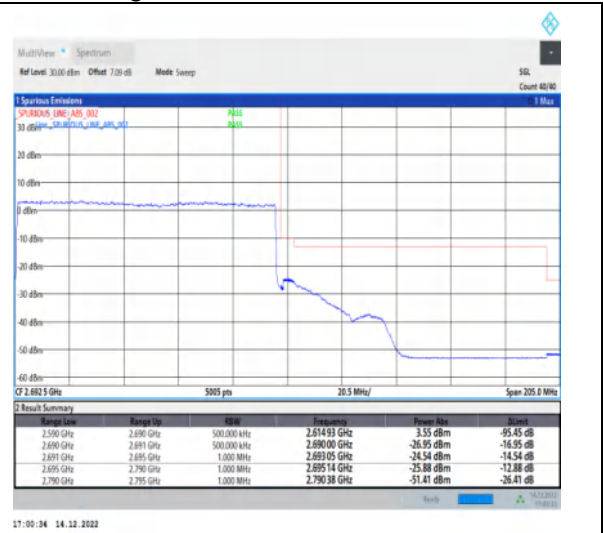 MultiView Spectrum
Ref Level 30.00 dBm Offset 7.09 dB Mode Sweep SGL
Count 40/40
1 Spurious Emissions 1 Max
SPURIOUS_LINE_ABS_002 PASS
30 dBm Line _SPURIOUS_LINE_ABS_002 PASS
20 dBm
10 dBm
0 dBm
-10 dBm
-20 dBm
-30 dBm
-40 dBm
-50 dBm
-60 dBm
CF 2.6925 GHz 5005 pts 20.5 MHz/ Span 205.0 MHz
2 Result Summary
Range Low Range Up RBW Frequency Power Abs ΔLimit
2.590 GHz 2.690 GHz 500.000 kHz 2.61493 GHz 3.55 dBm -95.45 dB
2.690 GHz 2.691 GHz 500.000 kHz 2.69000 GHz -26.95 dBm -16.95 dB
2.691 GHz 2.695 GHz 1.000 MHz 2.69305 GHz -24.54 dBm -14.54 dB
2.695 GHz 2.790 GHz 1.000 MHz 2.69514 GHz -25.88 dBm -12.88 dB
2.790 GHz 2.795 GHz 1.000 MHz 2.79038 GHz -51.41 dBm -26.41 dB
Ready 14.12.2022
17:00:34 14.12.2022